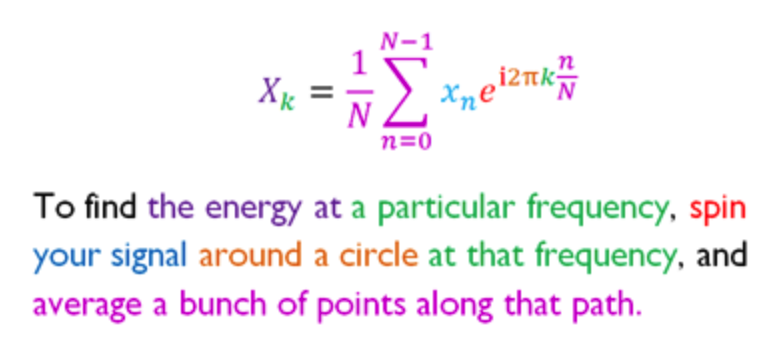 X_k = \frac{1}{N} \sum_{n=0}^{N-1} x_n e^{i2\pi k \frac{n}{N}}
To find the energy at a particular frequency, spin
your signal around a circle at that frequency, and
average a bunch of points along that path.